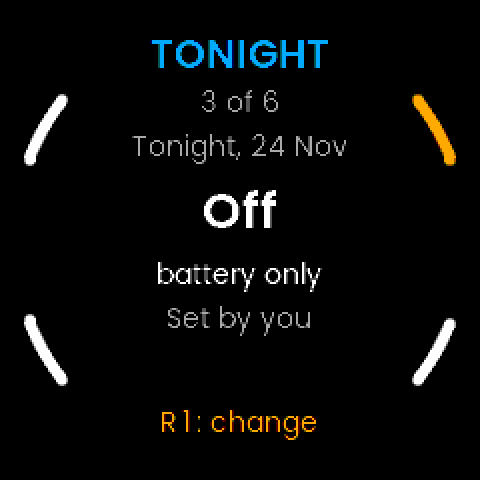 TONIGHT
3 of 6
Tonight, 24 Nov
Off
battery only
Set by you
R1: change